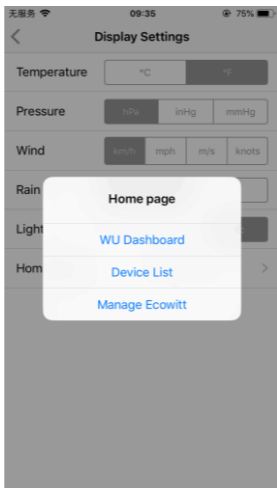 无服务 09:35 75%
Display Settings
Temperature °C °F
Pressure hPa inHg mmHg
Wind km/h mph m/s knots
Rain
Home page
Light
WU Dashboard
Hom
Device List
Manage Ecowitt